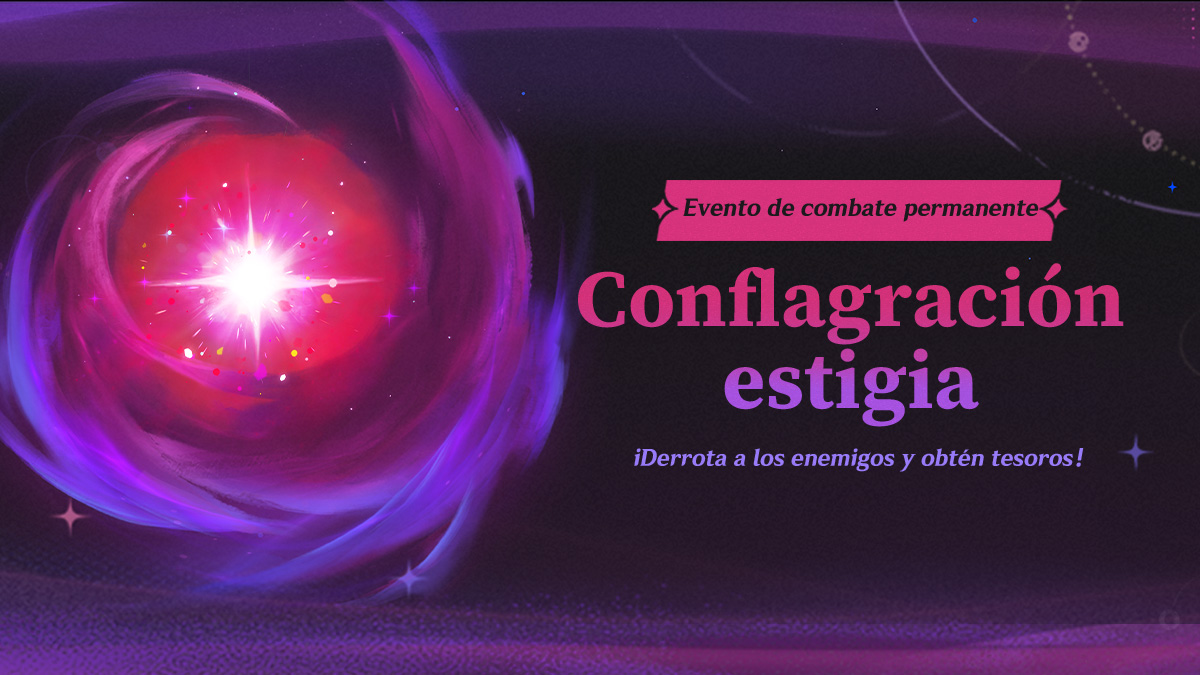 Evento de combate permanente
Conflagración
estigia
¡Derrota a los enemigos y obtén tesoros!